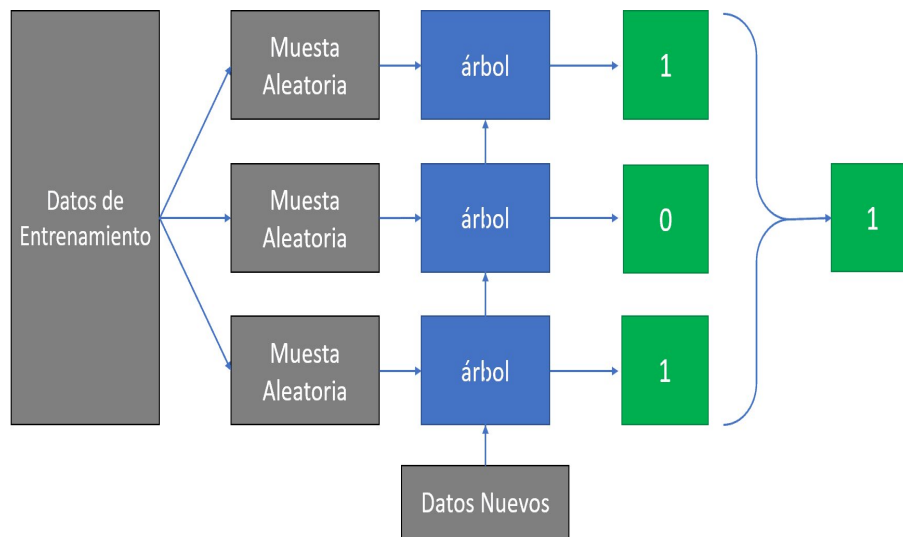 Muesta
Aleatoria
árbol
1
Datos de
Entrenamiento
Muesta
Aleatoria
árbol
0
1
Muesta
Aleatoria
árbol
1
Datos Nuevos